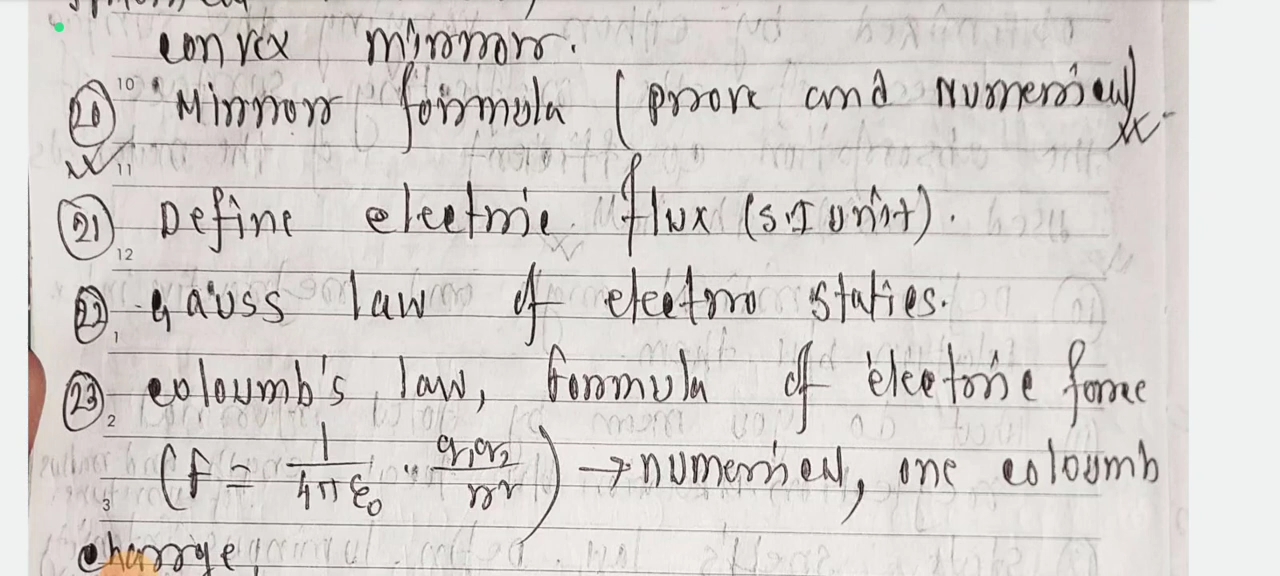 convex mirror.
(20) Mirror formula (prove and Numerical)
(21) Define electric flux (S.I unit).
(22) Gauss law of electro statics.
(23) coloumb's law, formula of electric force
(F = 1/4πε₀ · q₁q₂/r²) → numerical, one coloumb
charge